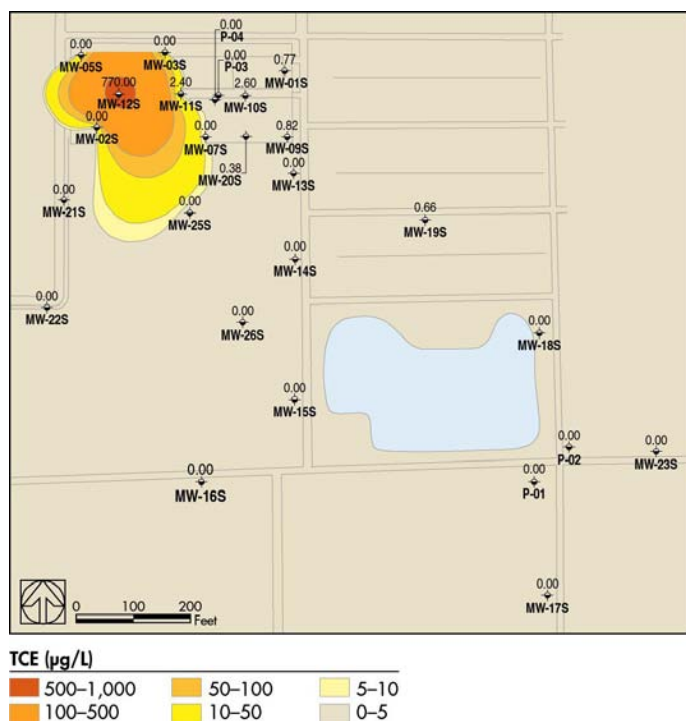 0.00
P-04
0.00
P-03
0.00
MW-05S
0.00
MW-03S
0.77
MW-01S
770.00
MW-12S
2.40
MW-11S
2.60
MW-10S
0.00
MW-02S
0.00
MW-07S
0.82
MW-09S
0.38
MW-20S
0.00
MW-13S
0.00
MW-21S
0.00
MW-25S
0.66
MW-19S
0.00
MW-14S
0.00
MW-22S
0.00
MW-26S
0.00
MW-18S
0.00
MW-15S
0.00
P-02
0.00
MW-23S
0.00
MW-16S
0.00
P-01
0.00
MW-17S
0 100 200
Feet
TCE (µg/L)
500–1,000 50–100 5–10
100–500 10–50 0–5